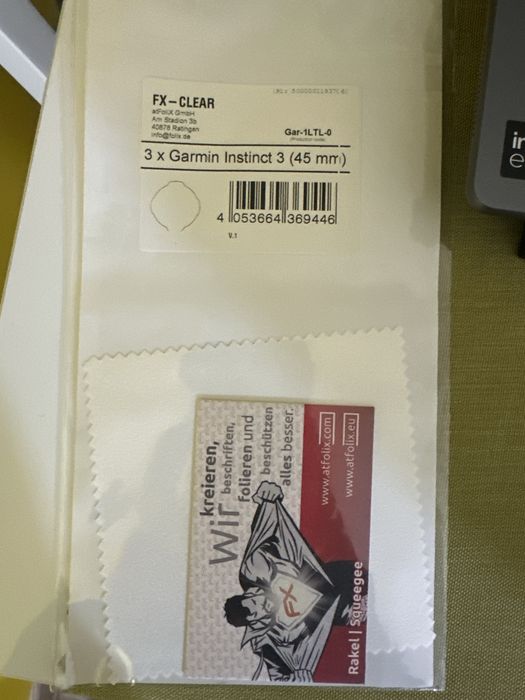 FX-CLEAR
atFoliX GmbH
Am Stadion 3b
40878 Ratingen
info@folix.de
Gar-1LTL-0
3 x Garmin Instinct 3 (45 mm)
4 053664 369446
V.1
Wir kreieren,
beschriften,
folieren und
beschützen
alles besser.
www.atfolix.com
www.atfolix.eu
FX
Rakel | Squeegee